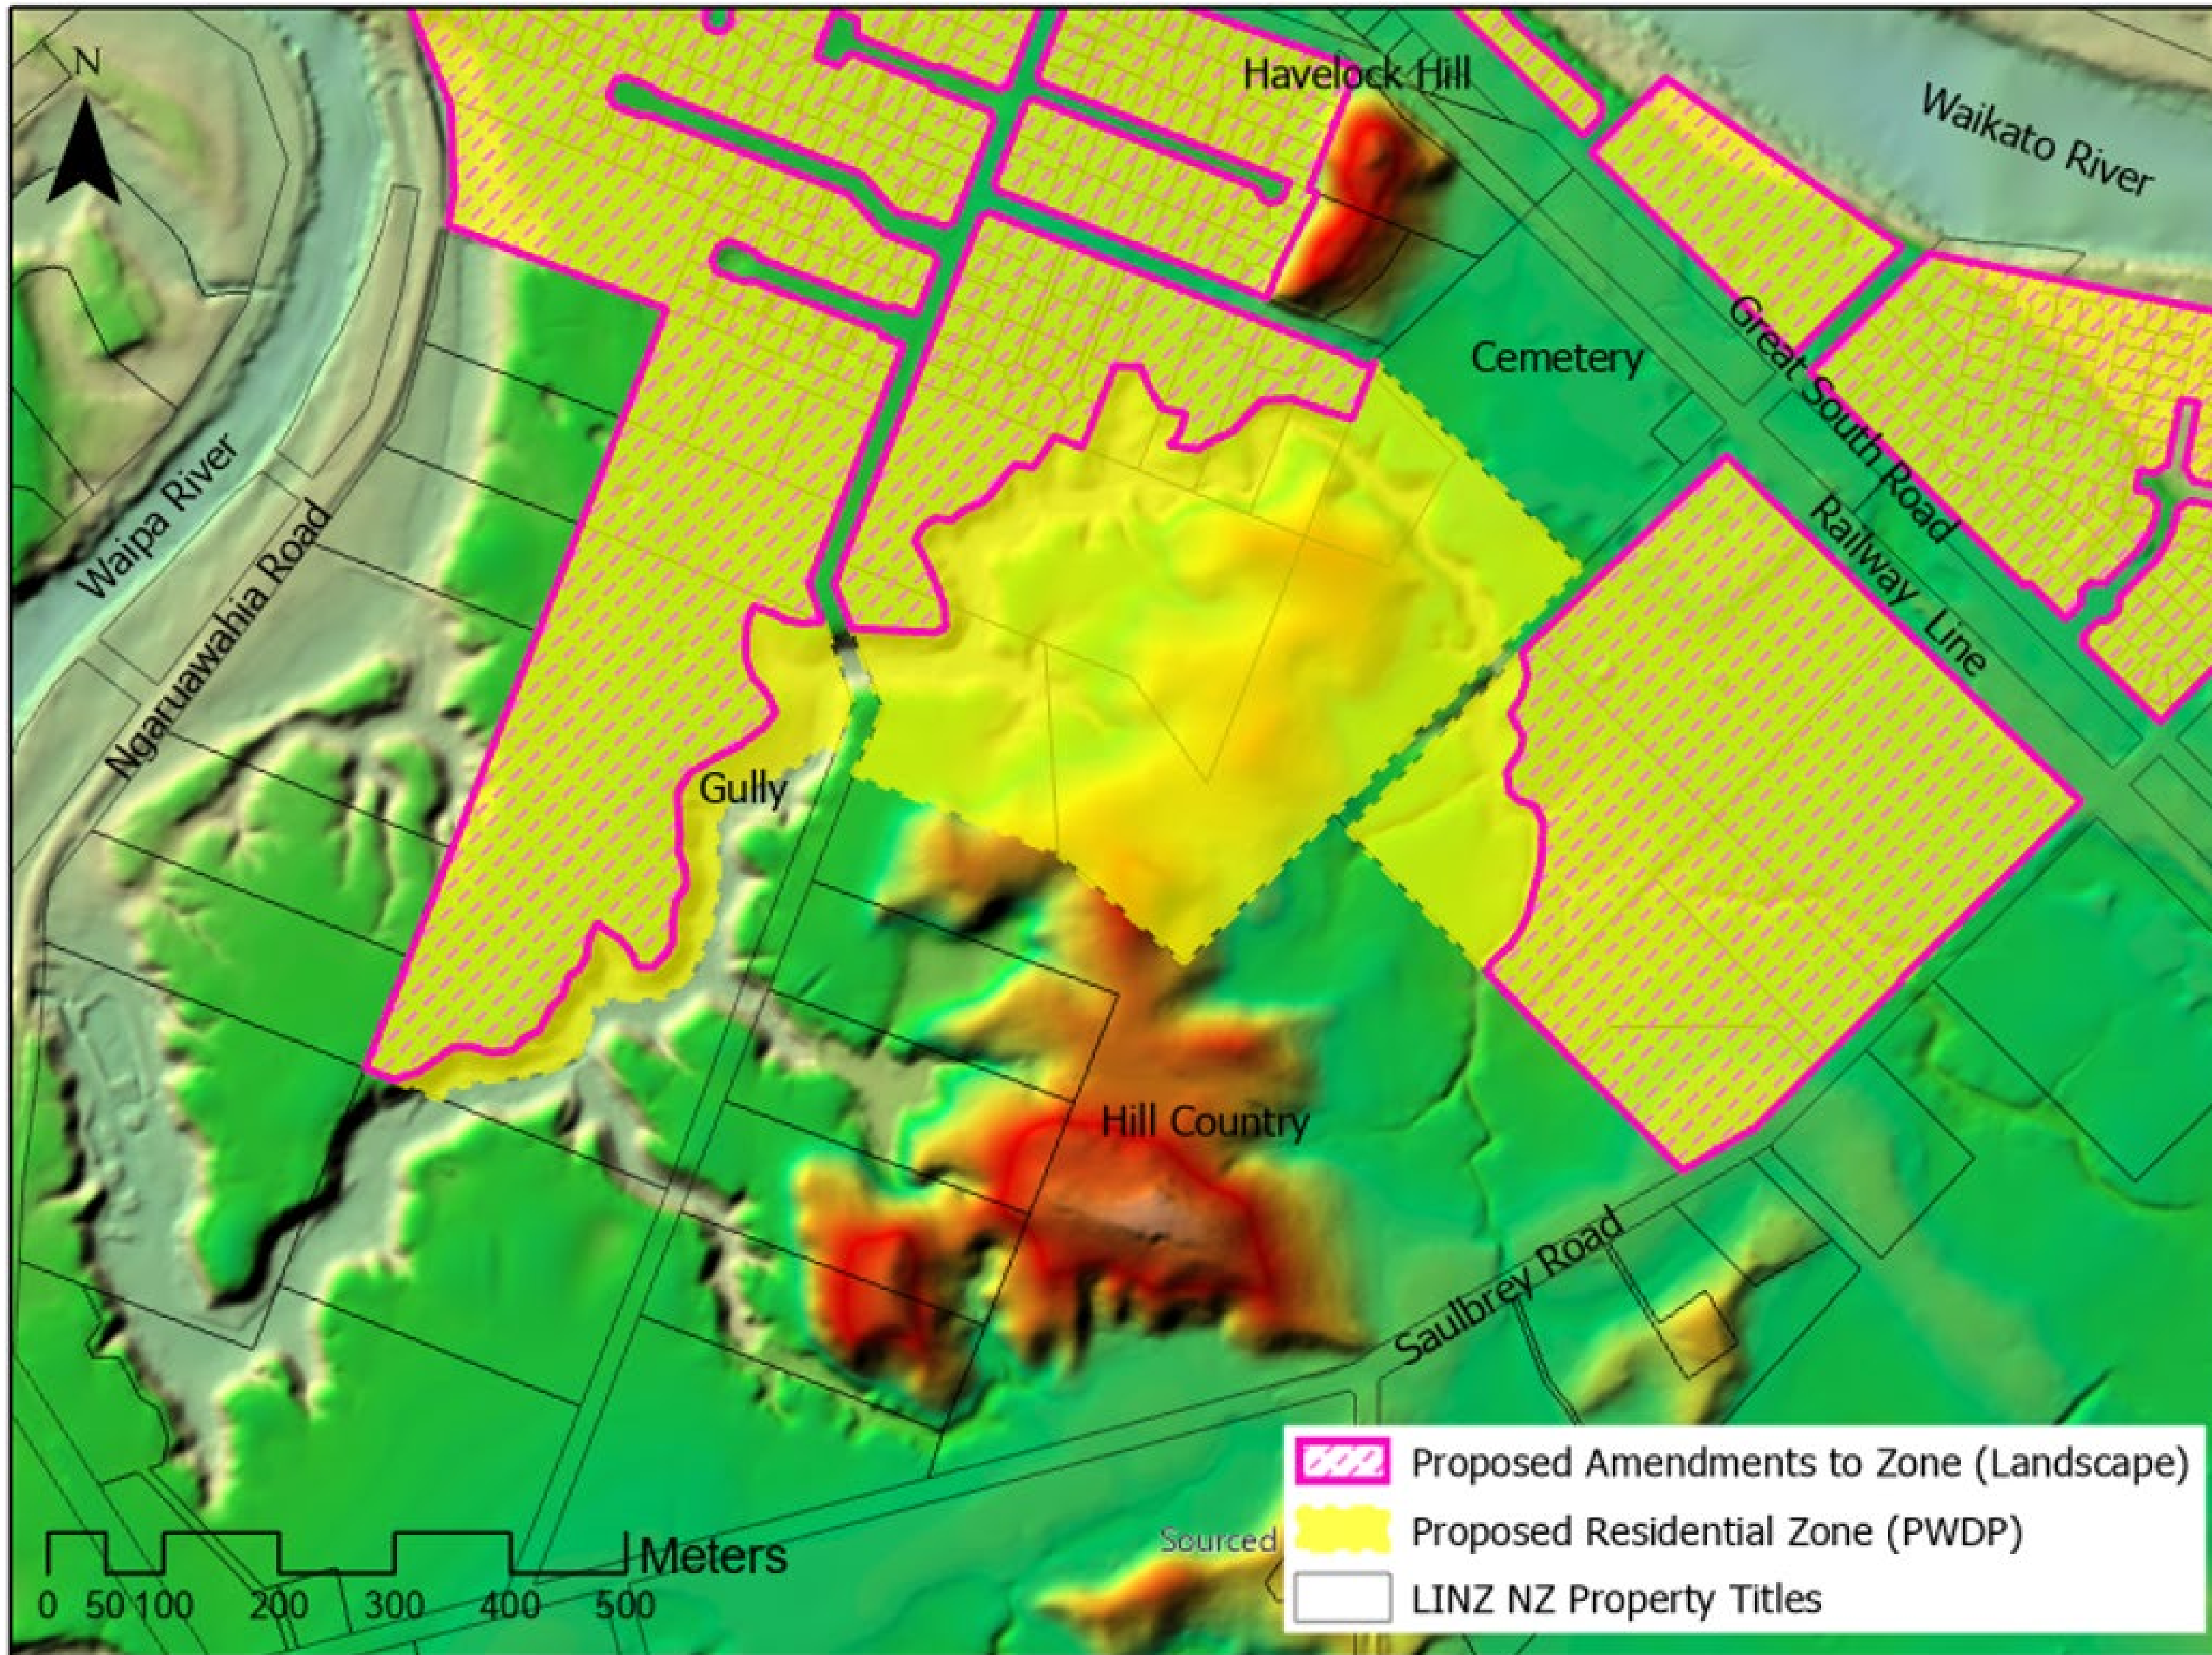 N
Havelock Hill
Waikato River
Great South Road
Cemetery
Railway Line
Waipa River
Ngaruawahia Road
Gully
Hill Country
Saulbrey Road
Proposed Amendments to Zone (Landscape)
Proposed Residential Zone (PWDP)
LINZ NZ Property Titles
Sourced
Meters
0 50 100 200 300 400 500